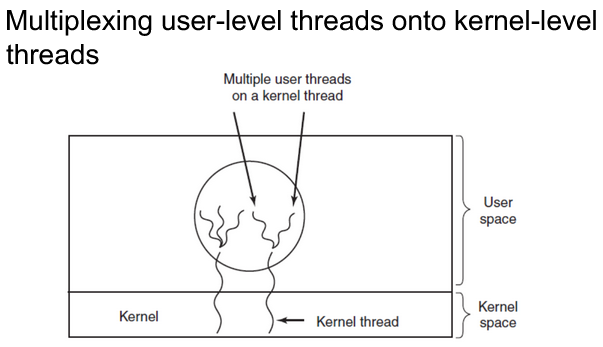 Multiplexing user-level threads onto kernel-level
threads
Multiple user threads
on a kernel thread
User
space
Kernel
Kernel thread
Kernel
space